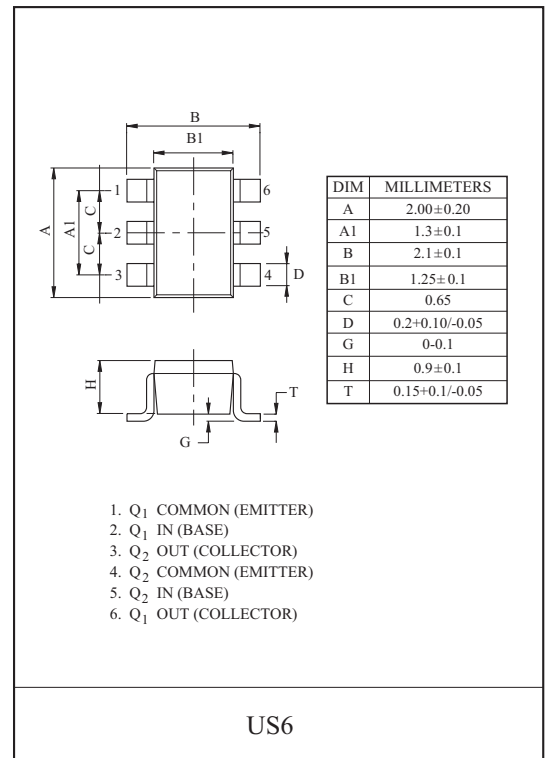 B
B1
1 6
A A1 C 2 5
C
3 4 D
H T
G
DIM MILLIMETERS
A 2.00±0.20
A1 1.3±0.1
B 2.1±0.1
B1 1.25±0.1
C 0.65
D 0.2+0.10/-0.05
G 0-0.1
H 0.9±0.1
T 0.15+0.1/-0.05
1. Q1 COMMON (EMITTER)
2. Q1 IN (BASE)
3. Q2 OUT (COLLECTOR)
4. Q2 COMMON (EMITTER)
5. Q2 IN (BASE)
6. Q1 OUT (COLLECTOR)
US6